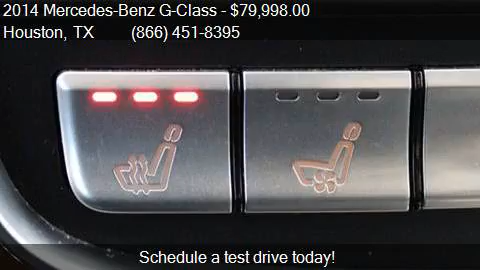 2014 Mercedes-Benz G-Class - $79,998.00
Houston, TX (866) 451-8395
Schedule a test drive today!